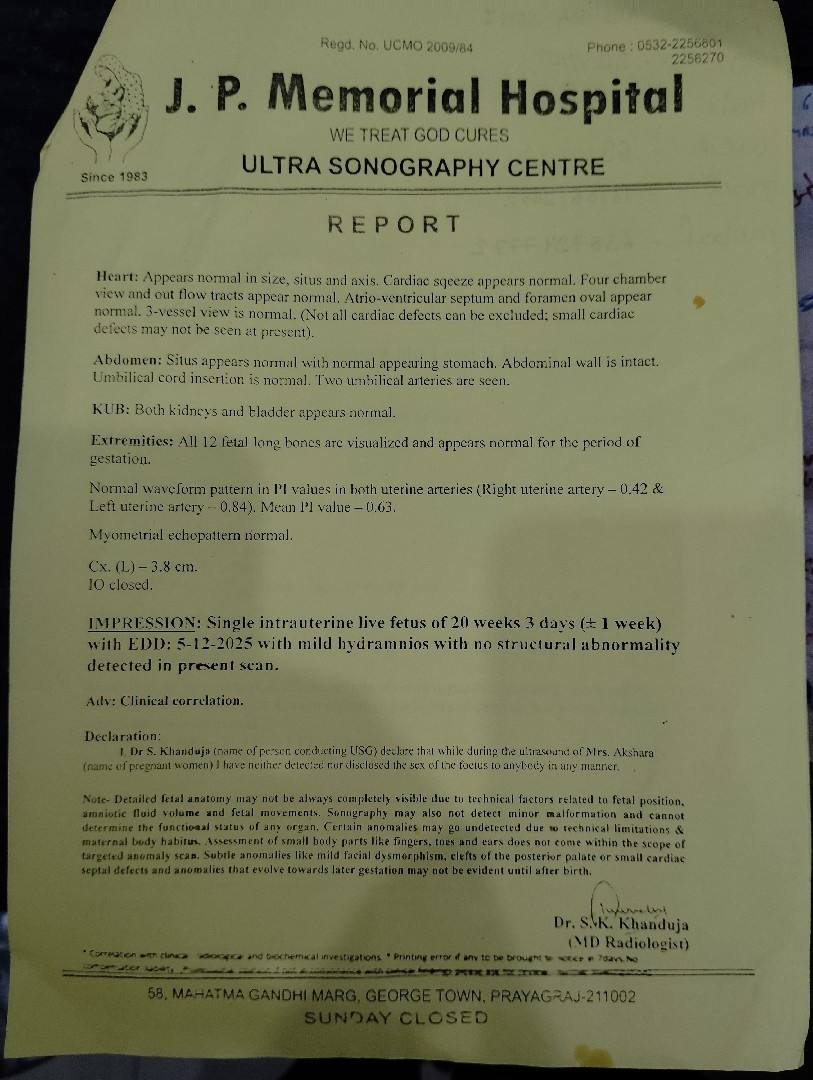 Regd. No. UCMO 2009/84
Phone : 0532-2256801
2256270
J. P. Memorial Hospital
WE TREAT GOD CURES
Since 1983
ULTRA SONOGRAPHY CENTRE
REPORT
Heart: Appears normal in size, situs and axis. Cardiac sqeeze appears normal. Four chamber
view and out flow tracts appear normal. Atrio-ventricular septum and foramen oval appear
normal. 3-vessel view is normal. (Not all cardiac defects can be excluded; small cardiac
defects may not be seen at present).
Abdomen: Situs appears normal with normal appearing stomach. Abdominal wall is intact.
Umbilical cord insertion is normal. Two umbilical arteries are seen.
KUB: Both kidneys and bladder appears normal.
Extremities: All 12 fetal long bones are visualized and appears normal for the period of
gestation.
Normal waveform pattern in PI values in both uterine arteries (Right uterine artery – 0.42 &
Left uterine artery – 0.84). Mean PI value – 0.63.
Myometrial echopattern normal.
Cx. (L) – 3.8 cm.
IO closed.
IMPRESSION: Single intrauterine live fetus of 20 weeks 3 days (± 1 week)
with EDD: 5-12-2025 with mild hydramnios with no structural abnormality
detected in present scan.
Adv: Clinical correlation.
Declaration:
I, Dr S. Khanduja (name of person conducting USG) declare that while during the ultrasound of Mrs. Akshara
(name of pregnant women) I have neither detected nor disclosed the sex of the foetus to anybody in any manner.
Note- Detailed fetal anatomy may not be always completely visible due to technical factors related to fetal position,
amniotic fluid volume and fetal movements. Sonography may also not detect minor malformation and cannot
determine the functional status of any organ. Certain anomalies may go undetected due to technical limitations &
maternal body habitus. Assessment of small body parts like fingers, toes and ears does not come within the scope of
targeted anomaly scan. Subtle anomalies like mild facial dysmorphism, clefts of the posterior palate or small cardiac
septal defects and anomalies that evolve towards later gestation may not be evident until after birth.
Dr. S.K. Khanduja
(MD Radiologist)
and biochemical investigations. * Printing error if any to be brought to notice in 7days. No
58, MAHATMA GANDHI MARG, GEORGE TOWN, PRAYAGRAJ-211002
SUNDAY CLOSED